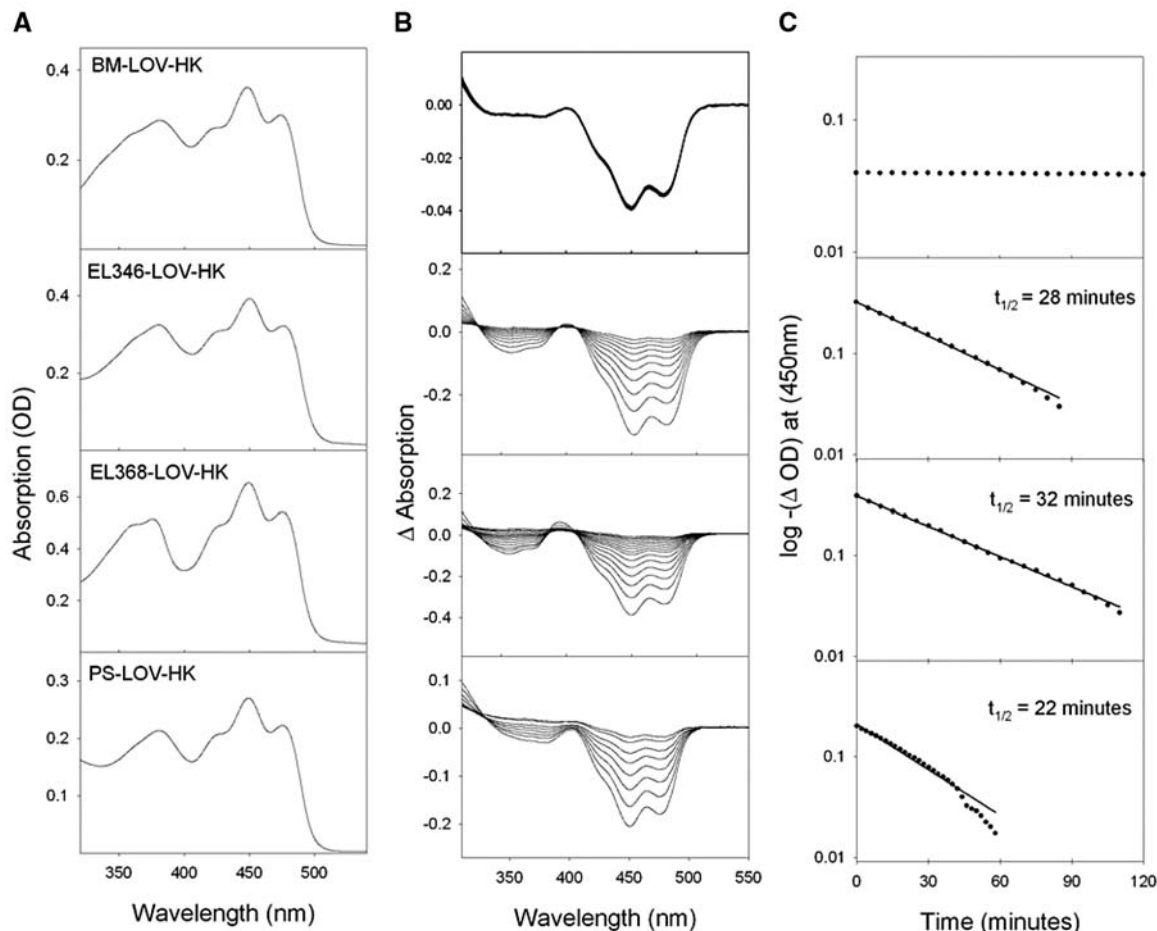 A
B
C
BM-LOV-HK
0.4
0.2
EL346-LOV-HK
0.4
0.2
EL368-LOV-HK
0.6
0.4
0.2
PS-LOV-HK
0.3
0.2
0.1
350 400 450 500
Absorption (OD)
Wavelength (nm)
0.00
-0.02
-0.04
0.2
0.0
-0.2
0.2
0.0
-0.2
-0.4
0.1
0.0
-0.1
-0.2
350 400 450 500 550
Δ Absorption
Wavelength (nm)
0.1
0.01
t1/2 = 28 minutes
0.1
0.01
t1/2 = 32 minutes
0.1
0.01
t1/2 = 22 minutes
0.1
0.01
0 30 60 90 120
log -(Δ OD) at (450nm)
Time (minutes)